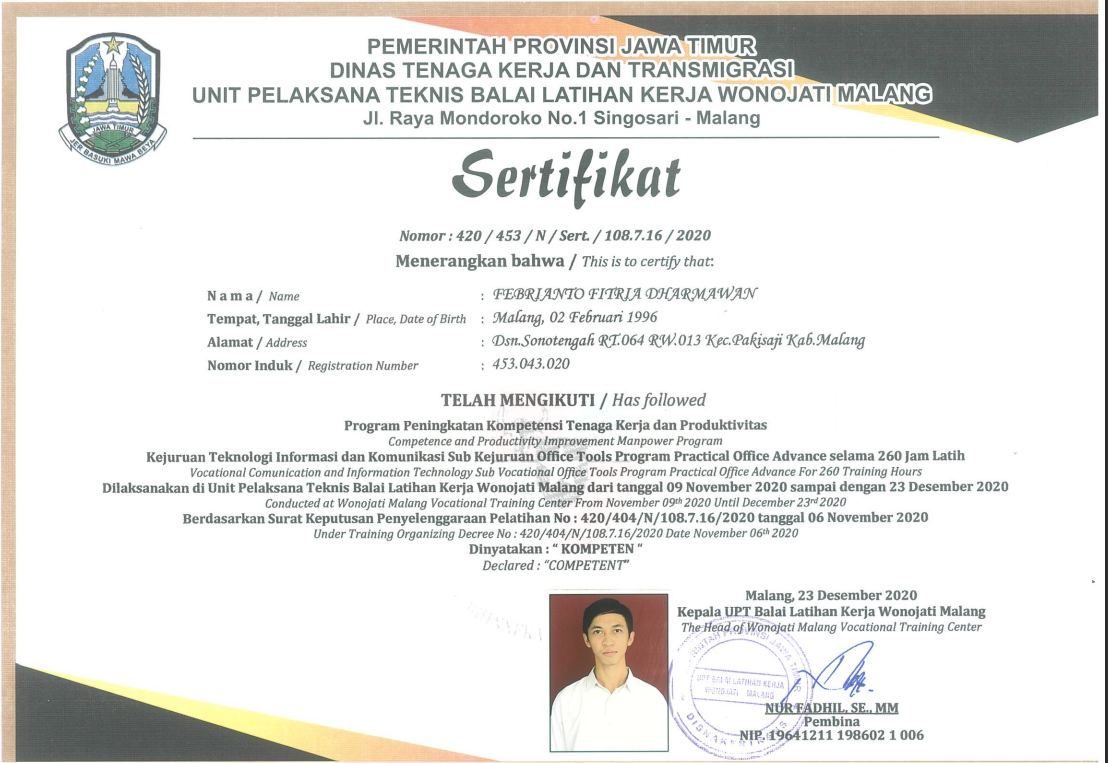 PEMERINTAH PROVINSI JAWA TIMUR
DINAS TENAGA KERJA DAN TRANSMIGRASI
UNIT PELAKSANA TEKNIS BALAI LATIHAN KERJA WONOJATI MALANG
Jl. Raya Mondoroko No.1 Singosari - Malang
JAWA TIMUR
JER BASUKI MAWA BEYA
Sertifikat
Nomor : 420 / 453 / N / Sert. / 108.7.16 / 2020
Menerangkan bahwa / This is to certify that:
N a m a / Name : FEBRIANTO FITRIA DHARMAWAN
Tempat, Tanggal Lahir / Place, Date of Birth : Malang, 02 Februari 1996
Alamat / Address : Dsn.Sonotengah RT.064 RW.013 Kec.Pakisaji Kab.Malang
Nomor Induk / Registration Number : 453.043.020
TELAH MENGIKUTI / Has followed
Program Peningkatan Kompetensi Tenaga Kerja dan Produktivitas
Competence and Productivity Improvement Manpower Program
Kejuruan Teknologi Informasi dan Komunikasi Sub Kejuruan Office Tools Program Practical Office Advance selama 260 Jam Latih
Vocational Comunication and Information Technology Sub Vocational Office Tools Program Practical Office Advance For 260 Training Hours
Dilaksanakan di Unit Pelaksana Teknis Balai Latihan Kerja Wonojati Malang dari tanggal 09 November 2020 sampai dengan 23 Desember 2020
Conducted at Wonojati Malang Vocational Training Center From November 09th 2020 Until December 23rd 2020
Berdasarkan Surat Keputusan Penyelenggaraan Pelatihan No : 420/404/N/108.7.16/2020 tanggal 06 November 2020
Under Training Organizing Decree No : 420/404/N/108.7.16/2020 Date November 06th 2020
Dinyatakan : “ KOMPETEN “
Declared : “COMPETENT”
Malang, 23 Desember 2020
Kepala UPT Balai Latihan Kerja Wonojati Malang
The Head of Wonojati Malang Vocational Training Center
UPT BALAI LATIHAN KERJA
WONOJATI MALANG
NUR FADHIL, SE., MM
Pembina
NIP. 19641211 198602 1 006